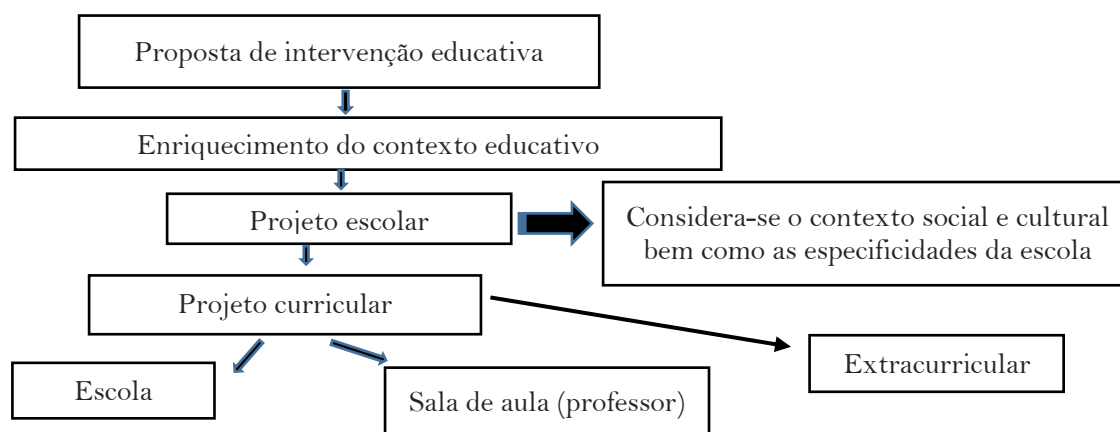 Proposta de intervenção educativa
Enriquecimento do contexto educativo
Projeto escolar
Considera-se o contexto social e cultural
bem como as especificidades da escola
Projeto curricular
Extracurricular
Escola
Sala de aula (professor)